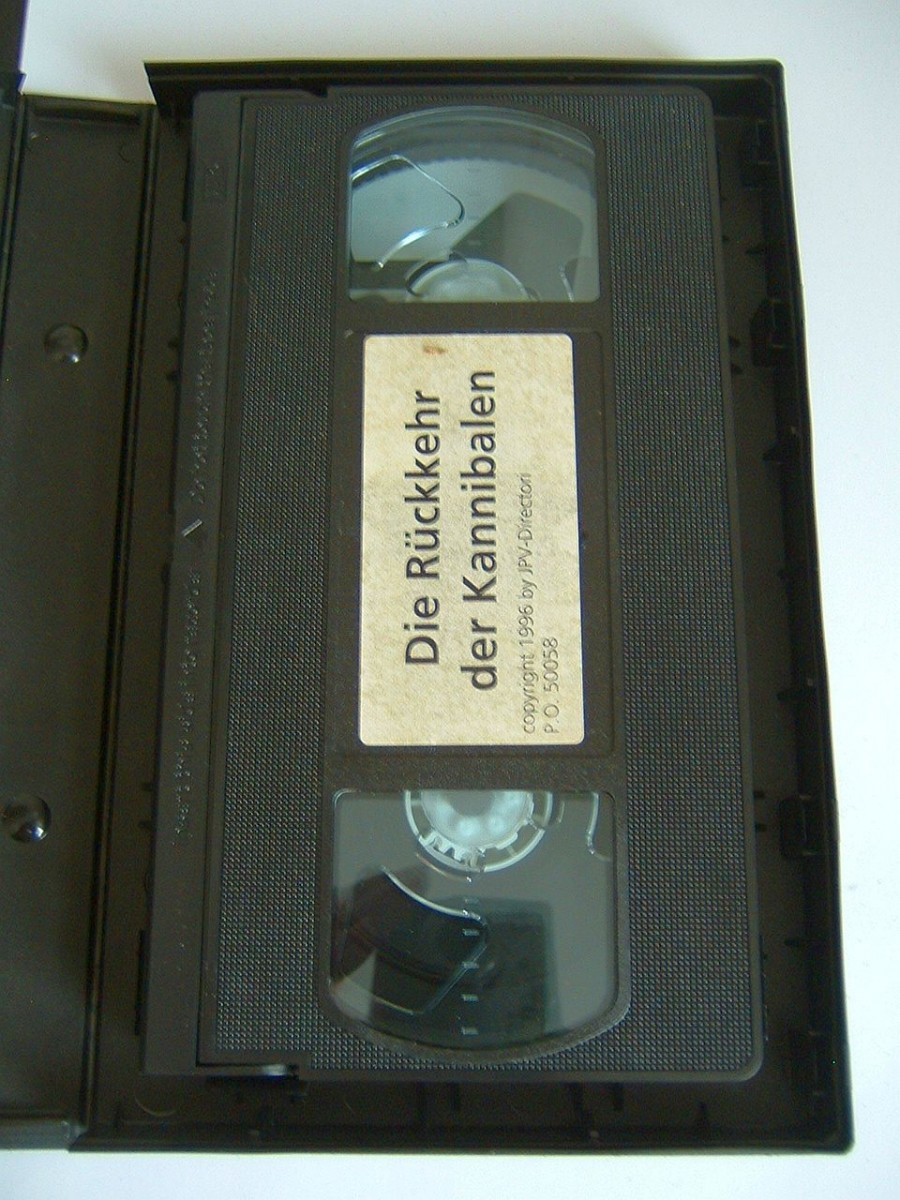 Die Rückkehr
der Kannibalen
copyright 1996 by JPV-Directori
P.O. 50058